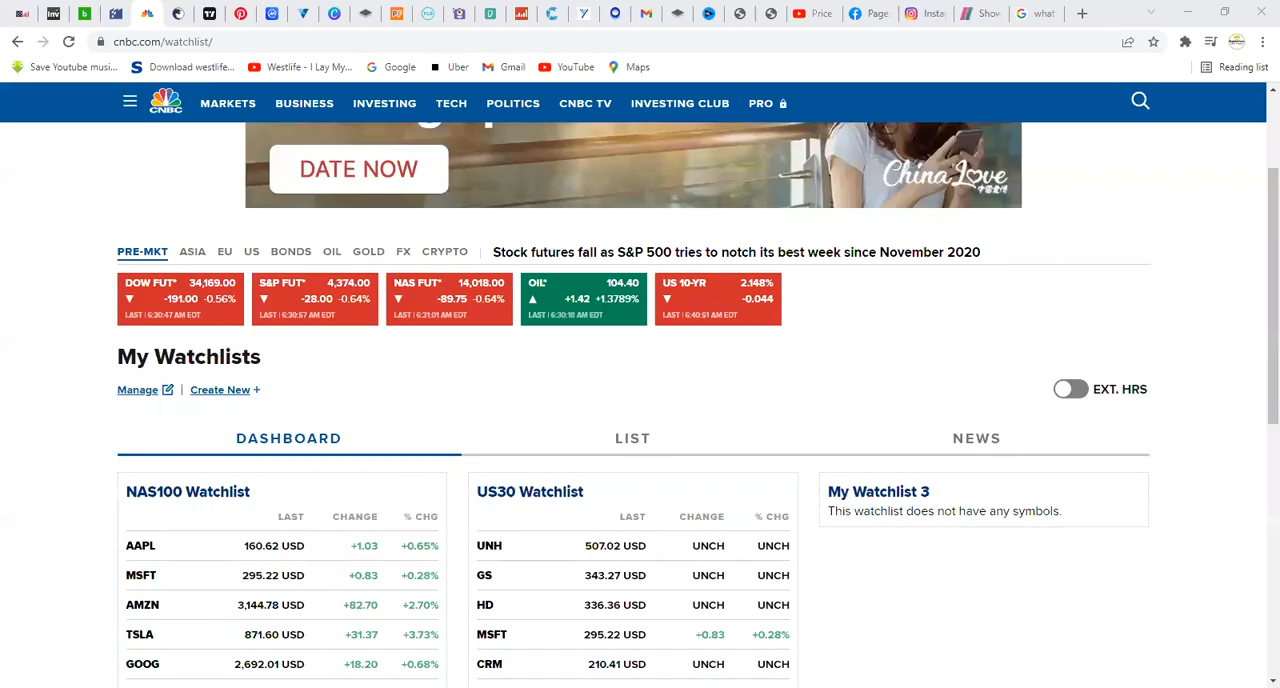 Inv
b
TV
Price
Page
Insta
Show
what
cnbc.com/watchlist/
Save Youtube musi...
Download westlife...
Westlife - I Lay My...
Google
Uber
Gmail
YouTube
Maps
Reading list
CNBC
MARKETS
BUSINESS
INVESTING
TECH
POLITICS
CNBC TV
INVESTING CLUB
PRO
DATE NOW
China Love
中国爱情
PRE-MKT ASIA EU US BONDS OIL GOLD FX CRYPTO
Stock futures fall as S&P 500 tries to notch its best week since November 2020
DOW FUT* 34,169.00
▼ -191.00 -0.56%
LAST | 6:30:47 AM EDT
S&P FUT* 4,374.00
▼ -28.00 -0.64%
LAST | 6:30:57 AM EDT
NAS FUT* 14,018.00
▼ -89.75 -0.64%
LAST | 6:21:01 AM EDT
OIL* 104.40
▲ +1.42 +1.3789%
LAST | 6:30:18 AM EDT
US 10-YR 2.148%
▼ -0.044
LAST | 6:40:51 AM EDT
My Watchlists
Manage | Create New +
EXT. HRS
DASHBOARD
LIST
NEWS
NAS100 Watchlist
LAST CHANGE % CHG
AAPL 160.62 USD +1.03 +0.65%
MSFT 295.22 USD +0.83 +0.28%
AMZN 3,144.78 USD +82.70 +2.70%
TSLA 871.60 USD +31.37 +3.73%
GOOG 2,692.01 USD +18.20 +0.68%
US30 Watchlist
LAST CHANGE % CHG
UNH 507.02 USD UNCH UNCH
GS 343.27 USD UNCH UNCH
HD 336.36 USD UNCH UNCH
MSFT 295.22 USD +0.83 +0.28%
CRM 210.41 USD UNCH UNCH
My Watchlist 3
This watchlist does not have any symbols.